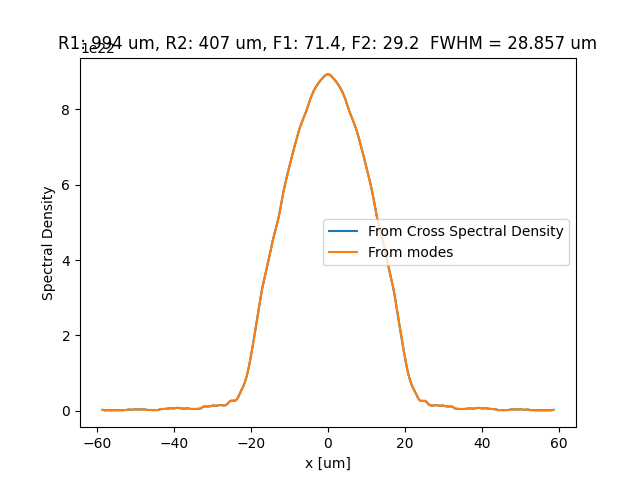 R1: 994 um, R2: 407 um, F1: 71.4, F2: 29.2  FWHM = 28.857 um
1e22
8
6
4
2
0
Spectral Density
From Cross Spectral Density
From modes
−60 −40 −20 0 20 40 60
x [um]